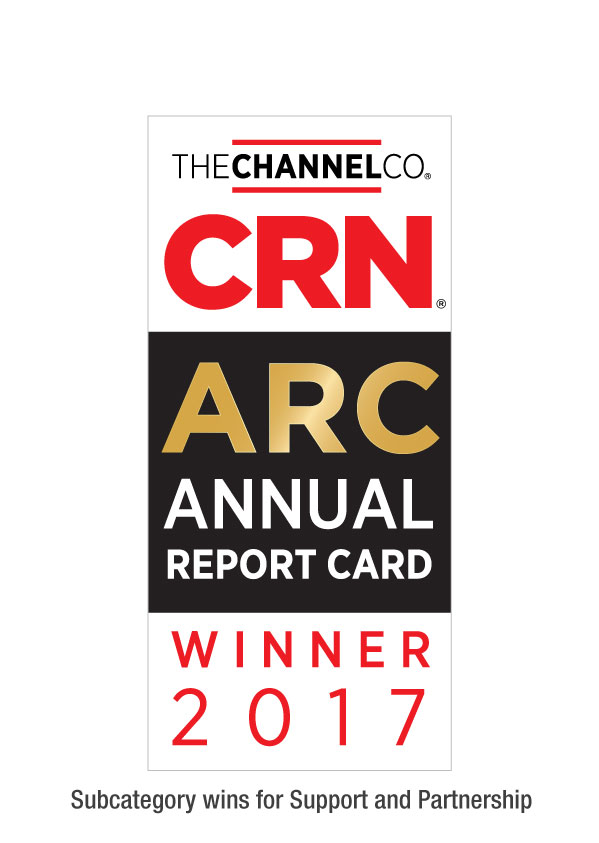 THECHANNELCO®
CRN®
ARC
ANNUAL
REPORT CARD
WINNER
2017
Subcategory wins for Support and Partnership